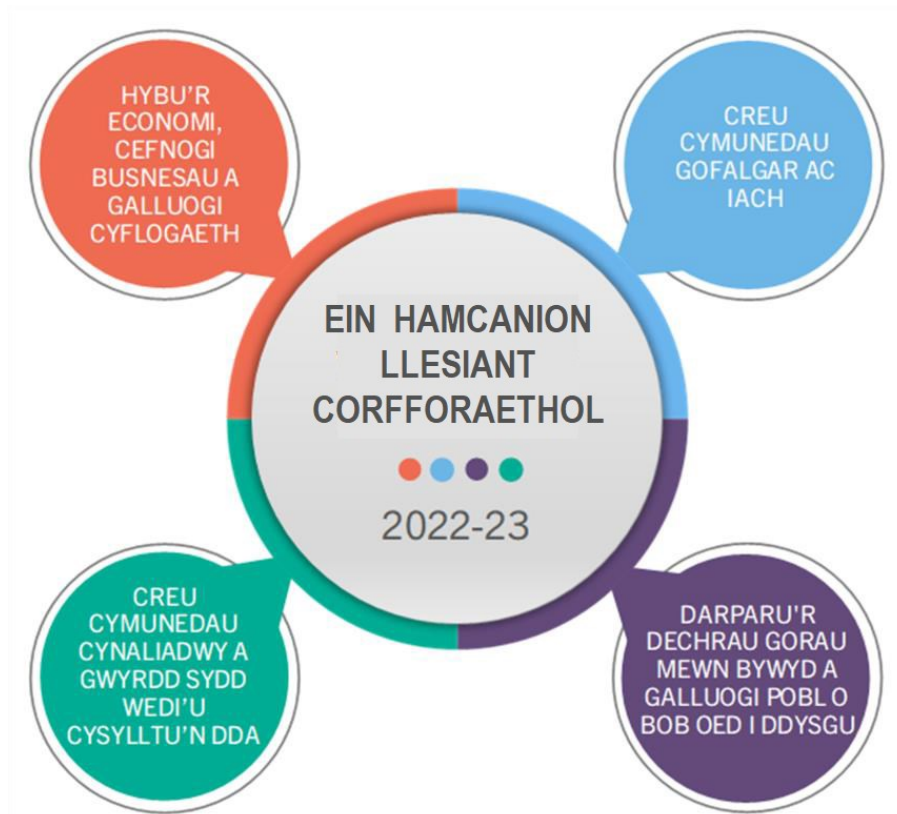 HYBU'R
ECONOMI,
CEFNOGI
BUSNESAU A
GALLUOGI
CYFLOGAETH
CREU
CYMUNEDAU
GOFALGAR AC
IACH
EIN HAMCANION
LLESIANT
CORFFORAETHOL
2022-23
CREU
CYMUNEDAU
CYNALIADWY A
GWYRDD SYDD
WEDI'U
CYSYLLTU'N DDA
DARPARU'R
DECHRAU GORAU
MEWN BYWYD A
GALLUOGI POBL O
BOB OED I DDYSGU